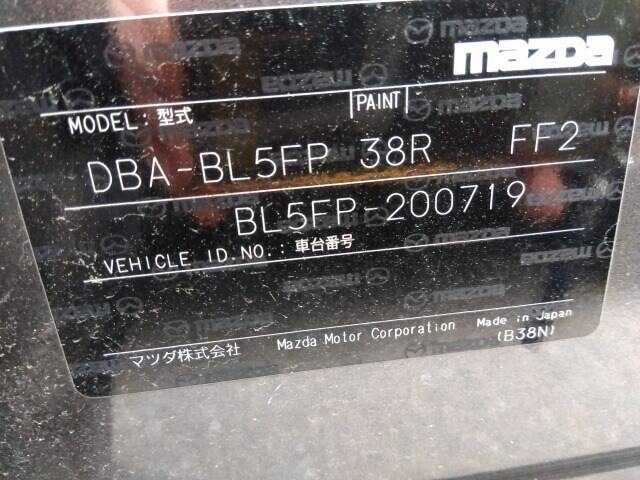 mazda
MODEL: 型式 PAINT
DBA-BL5FP 38R FF2
BL5FP-200719
VEHICLE ID.NO.: 車台番号
マツダ株式会社 Mazda Motor Corporation Made in Japan
(B38N)